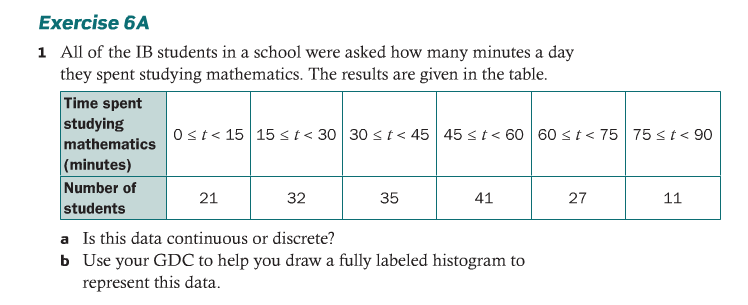 Exercise 6A
1 All of the IB students in a school were asked how many minutes a day
they spent studying mathematics. The results are given in the table.
Time spent
studying
mathematics
(minutes)
0 ≤ t < 15 15 ≤ t < 30 30 ≤ t < 45 45 ≤ t < 60 60 ≤ t < 75 75 ≤ t < 90
Number of
students
21 32 35 41 27 11
a Is this data continuous or discrete?
b Use your GDC to help you draw a fully labeled histogram to
represent this data.